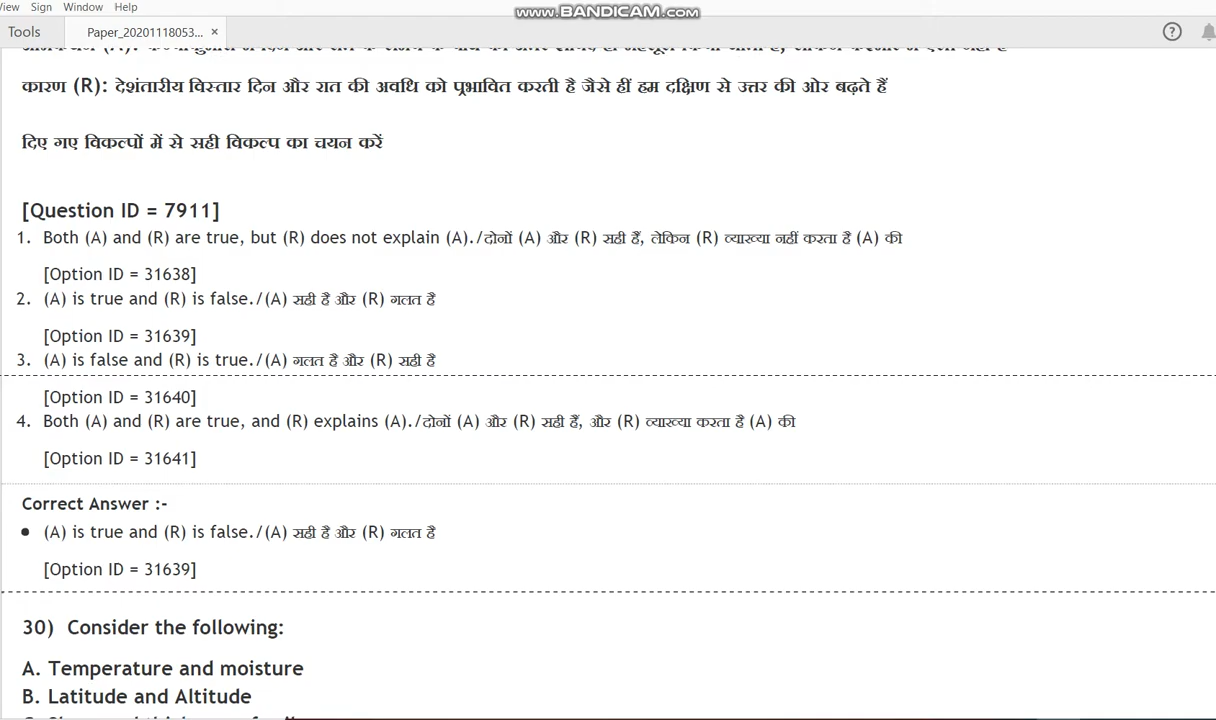 View Sign Window Help
www.BANDICAM.com
Tools Paper_20201118053... ×
कारण (R): देशंतारीय विस्तार दिन और रात की अवधि को प्रभावित करती है जैसे हीं हम दक्षिण से उत्तर की ओर बढ़ते हैं
दिए गए विकल्पों में से सही विकल्प का चयन करें
[Question ID = 7911]
1. Both (A) and (R) are true, but (R) does not explain (A)./दोनों (A) और (R) सही हैं, लेकिन (R) व्याख्या नहीं करता है (A) की
[Option ID = 31638]
2. (A) is true and (R) is false./(A) सही है और (R) गलत है
[Option ID = 31639]
3. (A) is false and (R) is true./(A) गलत है और (R) सही है
[Option ID = 31640]
4. Both (A) and (R) are true, and (R) explains (A)./दोनों (A) और (R) सही हैं, और (R) व्याख्या करता है (A) की
[Option ID = 31641]
Correct Answer :-
• (A) is true and (R) is false./(A) सही है और (R) गलत है
[Option ID = 31639]
30) Consider the following:
A. Temperature and moisture
B. Latitude and Altitude